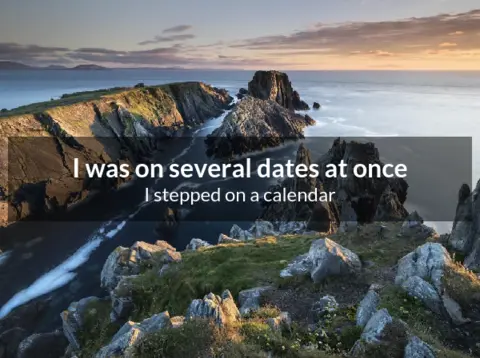 I was on several dates at once
I stepped on a calendar